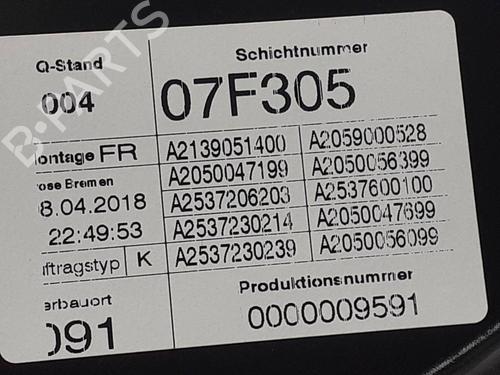 Q-Stand
004
Schichtnummer
07F305
ontage FR
rose Bremen
8.04.2018
22:49:53
uftragstyp K
A2139051400
A2050047199
A2537206203
A2537230214
A2537230239
A2059000528
A2050056399
A2537600100
A2050047699
A2050056099
erbauort
091
Produktionsnummer
0000009591
B-PARTS